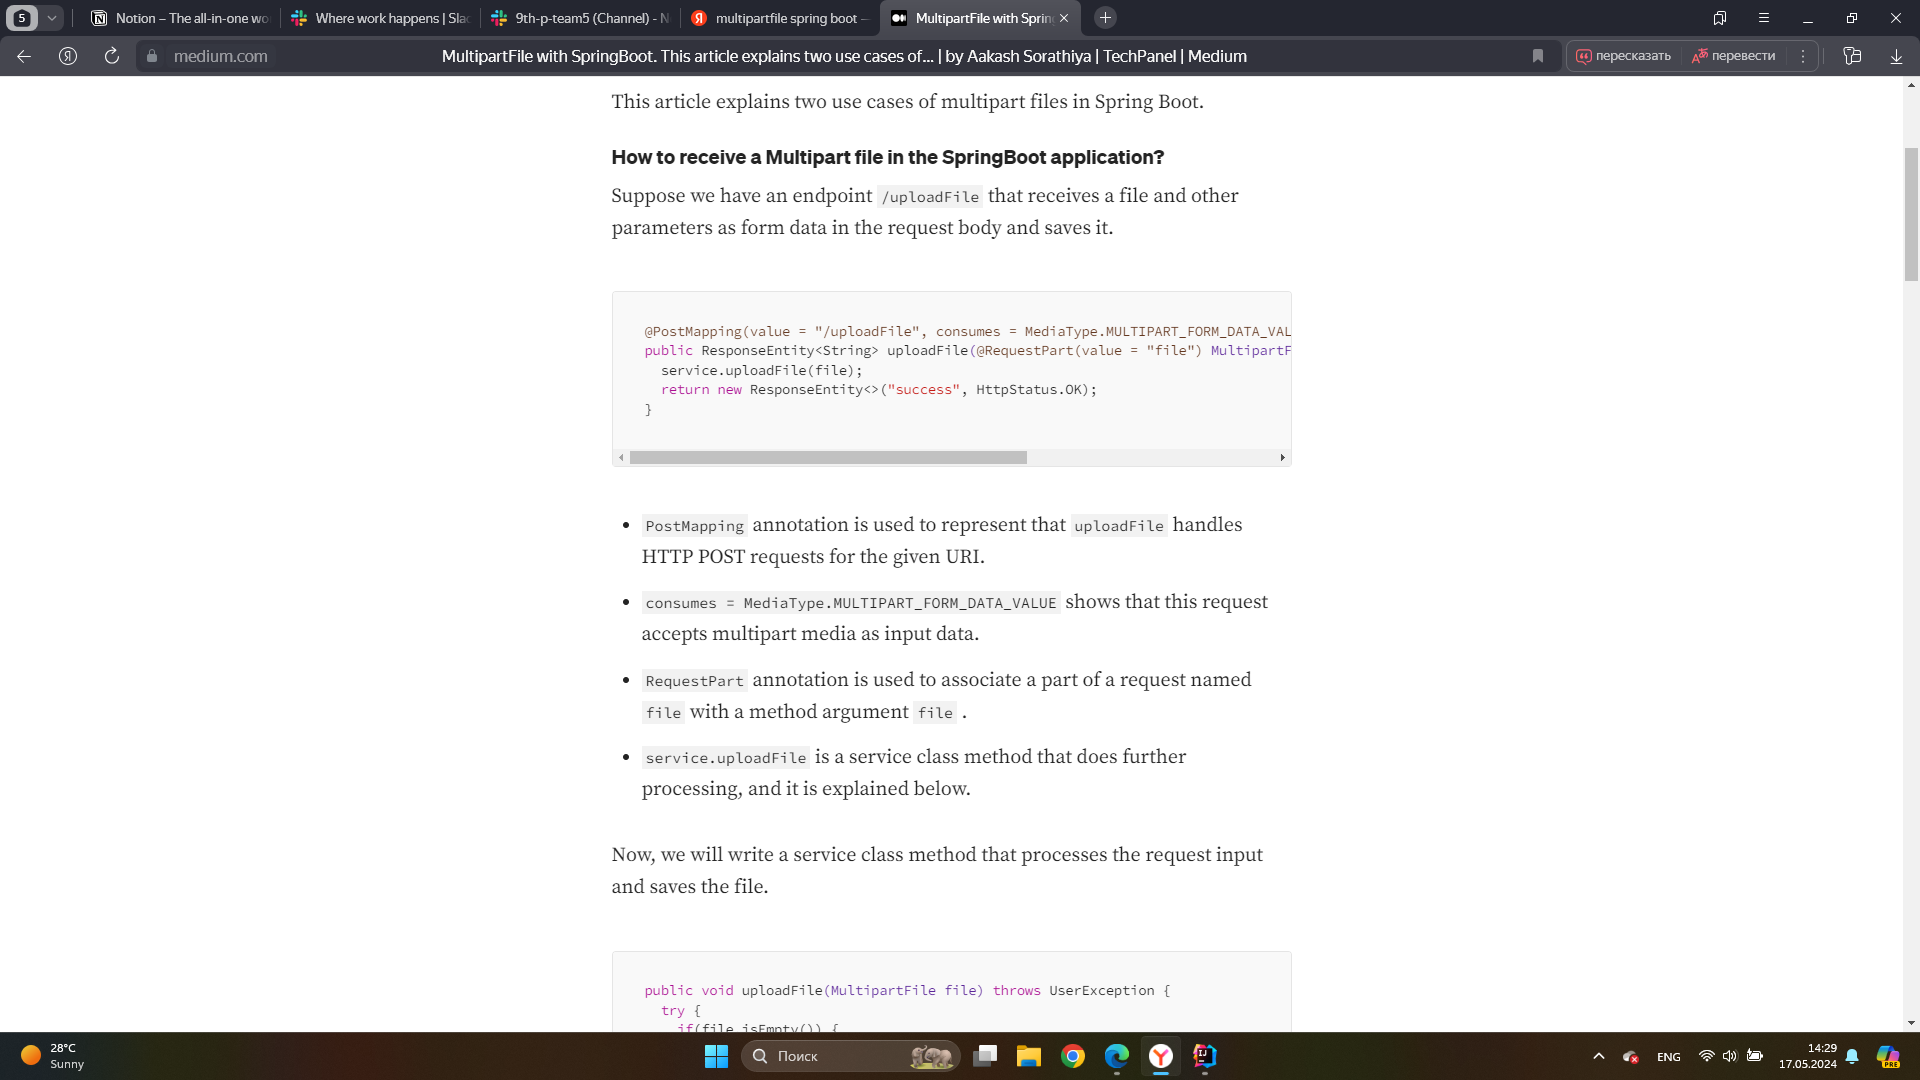 5
Notion – The all-in-one wo
Where work happens | Sla
9th-p-team5 (Channel) - N
multipartfile spring boot –
MultipartFile with Spring
medium.com
MultipartFile with SpringBoot. This article explains two use cases of... | by Aakash Sorathiya | TechPanel | Medium
пересказать
перевести
This article explains two use cases of multipart files in Spring Boot.
How to receive a Multipart file in the SpringBoot application?
Suppose we have an endpoint /uploadFile that receives a file and other
parameters as form data in the request body and saves it.
@PostMapping(value = "/uploadFile", consumes = MediaType.MULTIPART_FORM_DATA_VAL
public ResponseEntity<String> uploadFile(@RequestPart(value = "file") MultipartF
service.uploadFile(file);
return new ResponseEntity<>("success", HttpStatus.OK);
}
• PostMapping annotation is used to represent that uploadFile handles
HTTP POST requests for the given URI.
• consumes = MediaType.MULTIPART_FORM_DATA_VALUE shows that this request
accepts multipart media as input data.
• RequestPart annotation is used to associate a part of a request named
file with a method argument file .
• service.uploadFile is a service class method that does further
processing, and it is explained below.
Now, we will write a service class method that processes the request input
and saves the file.
public void uploadFile(MultipartFile file) throws UserException {
try {
if(file.isEmpty()) {
28°C
Sunny
Поиск
ENG
14:29
17.05.2024
PRE